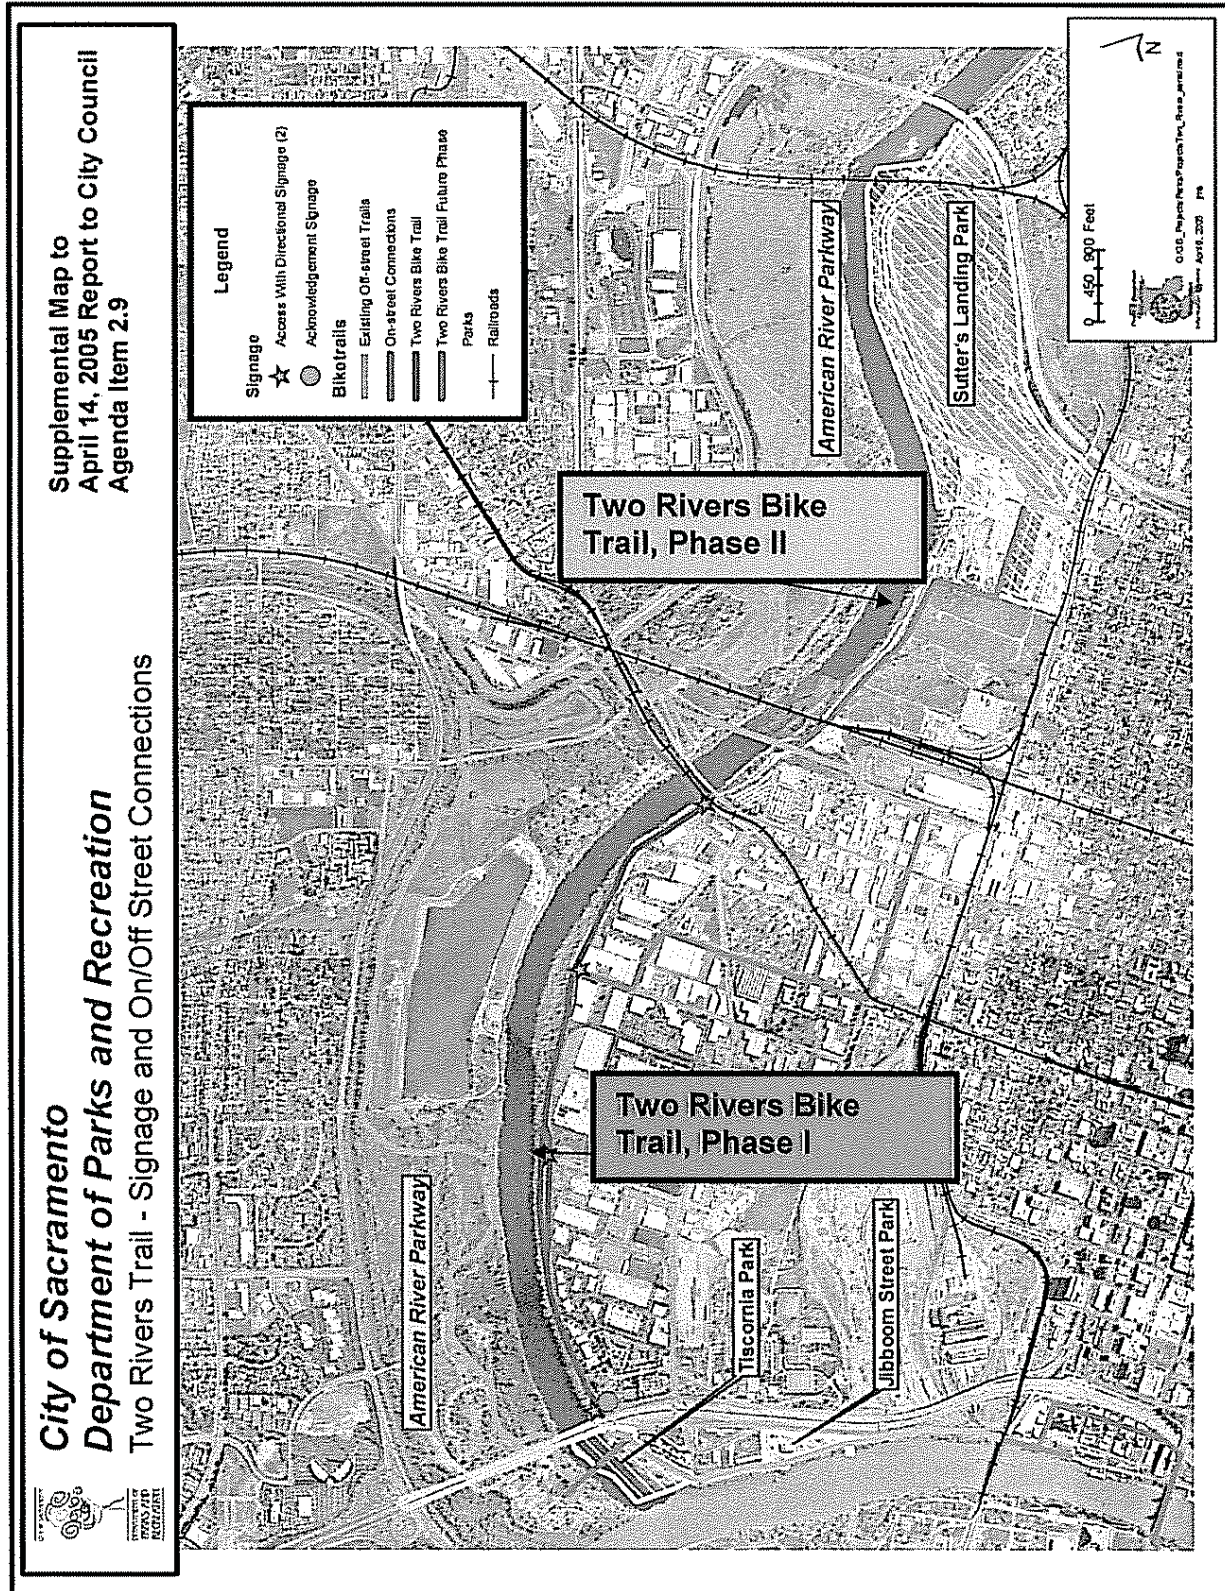 City of Sacramento
Department of Parks and Recreation
Two Rivers Trail - Signage and On/Off Street Connections
Supplemental Map to
April 14, 2005 Report to City Council
Agenda Item 2.9
Legend
Signage
Access With Directional Signage (2)
Acknowledgement Signage
Biketrails
Existing Off-street Trails
On-street Connections
Two Rivers Bike Trail
Two Rivers Bike Trail Future Phase
Parks
Railroads
American River Parkway
Two Rivers Bike
Trail, Phase I
Tiscornia Park
Jibboom Street Park
Two Rivers Bike
Trail, Phase II
American River Parkway
Sutter's Landing Park
N
0 450 900 Feet